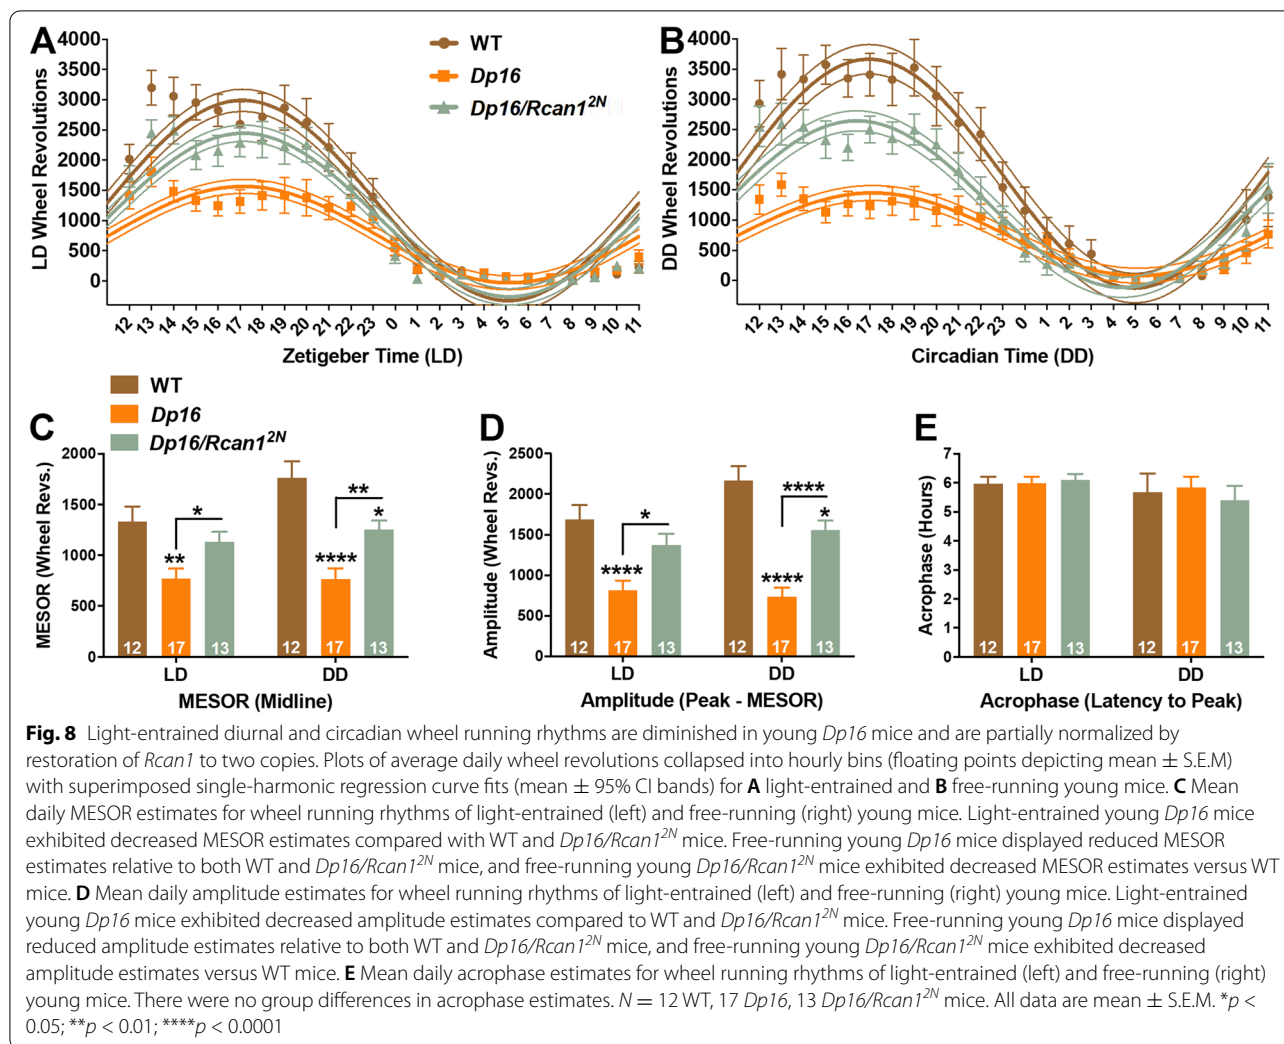 A
B
4000
3500
3000
2500
2000
1500
1000
500
0
LD Wheel Revolutions
12 13 14 15 16 17 18 19 20 21 22 23 0 1 2 3 4 5 6 7 8 9 10 11
Zetigeber Time (LD)
WT
Dp16
Dp16/Rcan1^2N
4000
3500
3000
2500
2000
1500
1000
500
0
DD Wheel Revolutions
12 13 14 15 16 17 18 19 20 21 22 23 0 1 2 3 4 5 6 7 8 9 10 11
Circadian Time (DD)
WT
Dp16
Dp16/Rcan1^2N
C
2000
1500
1000
500
0
MESOR (Wheel Revs.)
*
**
**
****
*
12 17 13 12 17 13
LD DD
MESOR (Midline)
D
2500
2000
1500
1000
500
0
Amplitude (Wheel Revs.)
****
*
*
****
****
12 17 13 12 17 13
LD DD
Amplitude (Peak - MESOR)
E
9
8
7
6
5
4
3
2
1
0
Acrophase (Hours)
12 17 13 12 17 13
LD DD
Acrophase (Latency to Peak)
Fig. 8 Light-entrained diurnal and circadian wheel running rhythms are diminished in young Dp16 mice and are partially normalized by
restoration of Rcan1 to two copies. Plots of average daily wheel revolutions collapsed into hourly bins (floating points depicting mean ± S.E.M)
with superimposed single-harmonic regression curve fits (mean ± 95% CI bands) for A light-entrained and B free-running young mice. C Mean
daily MESOR estimates for wheel running rhythms of light-entrained (left) and free-running (right) young mice. Light-entrained young Dp16 mice
exhibited decreased MESOR estimates compared with WT and Dp16/Rcan1^2N mice. Free-running young Dp16 mice displayed reduced MESOR
estimates relative to both WT and Dp16/Rcan1^2N mice, and free-running young Dp16/Rcan1^2N mice exhibited decreased MESOR estimates versus WT
mice. D Mean daily amplitude estimates for wheel running rhythms of light-entrained (left) and free-running (right) young mice. Light-entrained
young Dp16 mice exhibited decreased amplitude estimates compared to WT and Dp16/Rcan1^2N mice. Free-running young Dp16 mice displayed
reduced amplitude estimates relative to both WT and Dp16/Rcan1^2N mice, and free-running young Dp16/Rcan1^2N mice exhibited decreased
amplitude estimates versus WT mice. E Mean daily acrophase estimates for wheel running rhythms of light-entrained (left) and free-running (right)
young mice. There were no group differences in acrophase estimates. N = 12 WT, 17 Dp16, 13 Dp16/Rcan1^2N mice. All data are mean ± S.E.M. *p <
0.05; **p < 0.01; ****p < 0.0001